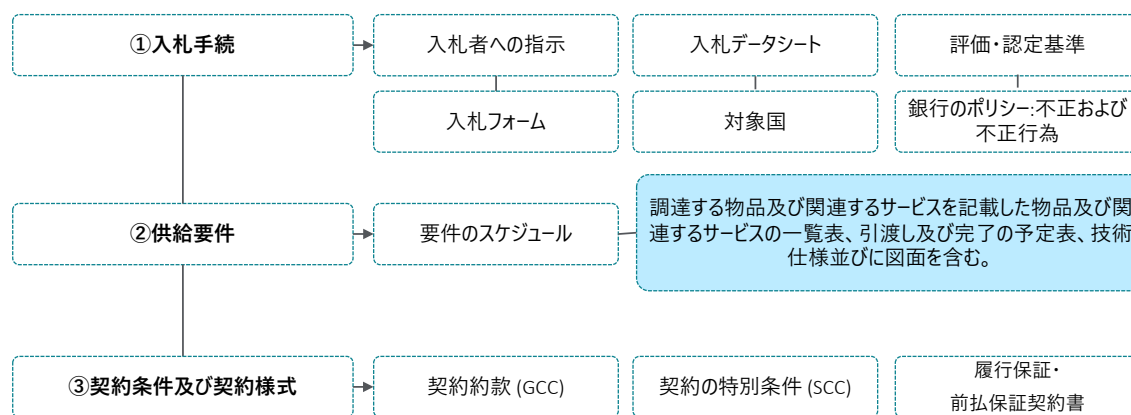 ①入札手続
入札者への指示
入札データシート
評価・認定基準
入札フォーム
対象国
銀行のポリシー:不正および
不正行為
②供給要件
要件のスケジュール
調達する物品及び関連するサービスを記載した物品及び関
連するサービスの一覧表、引渡し及び完了の予定表、技術
仕様並びに図面を含む。
③契約条件及び契約様式
契約約款 (GCC)
契約の特別条件 (SCC)
履行保証・
前払保証契約書